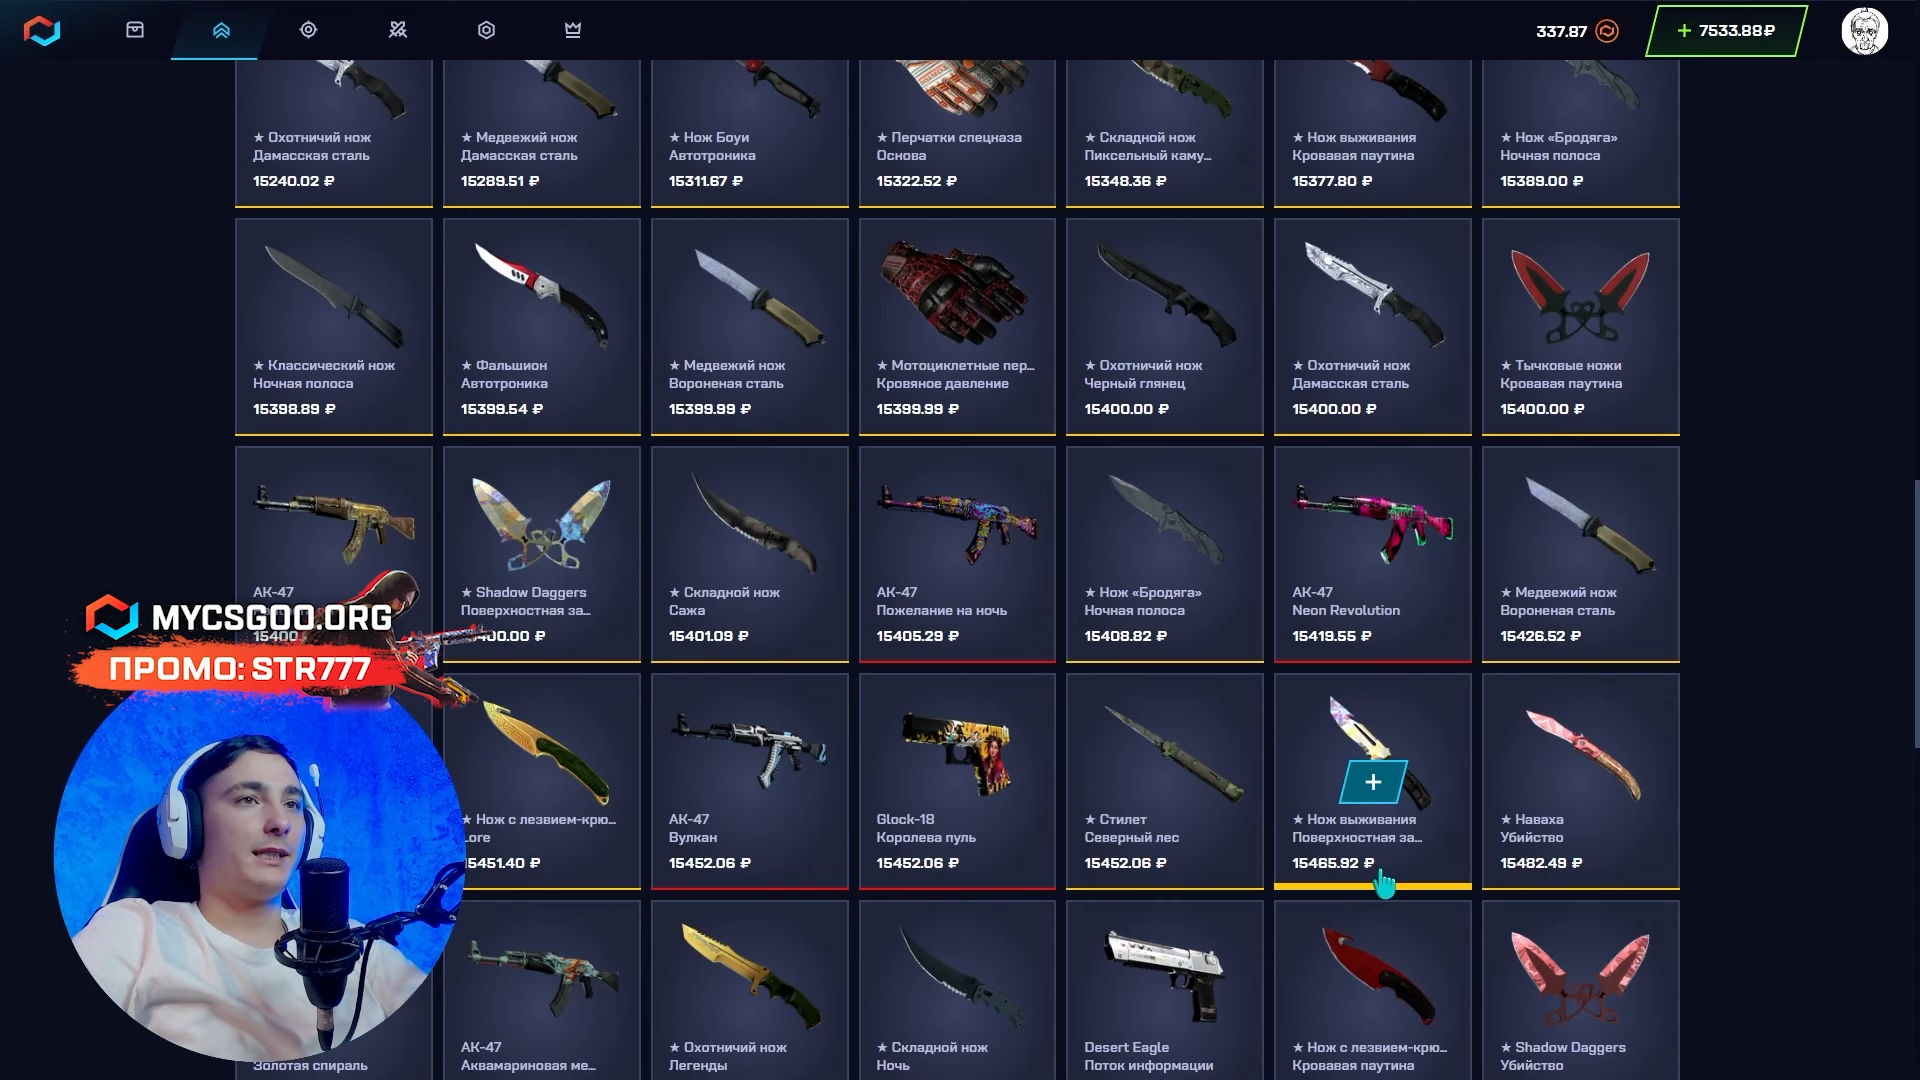 337.87
+ 7533.88₽
★ Охотничий нож
Дамасская сталь
15240.02 ₽
★ Медвежий нож
Дамасская сталь
15289.51 ₽
★ Нож Боуи
Автотроника
15311.67 ₽
★ Перчатки спецназа
Основа
15322.52 ₽
★ Складной нож
Пиксельный каму...
15348.36 ₽
★ Нож выживания
Кровавая паутина
15377.80 ₽
★ Нож «Бродяга»
Ночная полоса
15389.00 ₽
★ Классический нож
Ночная полоса
15398.89 ₽
★ Фальшион
Автотроника
15399.54 ₽
★ Медвежий нож
Вороненая сталь
15399.99 ₽
★ Мотоциклетные пер...
Кровяное давление
15399.99 ₽
★ Охотничий нож
Черный глянец
15400.00 ₽
★ Охотничий нож
Дамасская сталь
15400.00 ₽
★ Тычковые ножи
Кровавая паутина
15400.00 ₽
AK-47
15400
★ Shadow Daggers
Поверхностная за...
400.00 ₽
★ Складной нож
Сажа
15401.09 ₽
AK-47
Пожелание на ночь
15405.29 ₽
★ Нож «Бродяга»
Ночная полоса
15408.82 ₽
AK-47
Neon Revolution
15419.55 ₽
★ Медвежий нож
Вороненая сталь
15426.52 ₽
MYCSGOO.ORG
ПРОМО: STR777
★ Нож с лезвием-крю...
Lore
15451.40 ₽
AK-47
Вулкан
15452.06 ₽
Glock-18
Королева пуль
15452.06 ₽
★ Стилет
Северный лес
15452.06 ₽
+
★ Нож выживания
Поверхностная за...
15465.92 ₽
★ Наваха
Убийство
15482.49 ₽
Золотая спираль
AK-47
Аквамариновая ме...
★ Охотничий нож
Легенды
★ Складной нож
Ночь
Desert Eagle
Поток информации
★ Нож с лезвием-крю...
Кровавая паутина
★ Shadow Daggers
Убийство